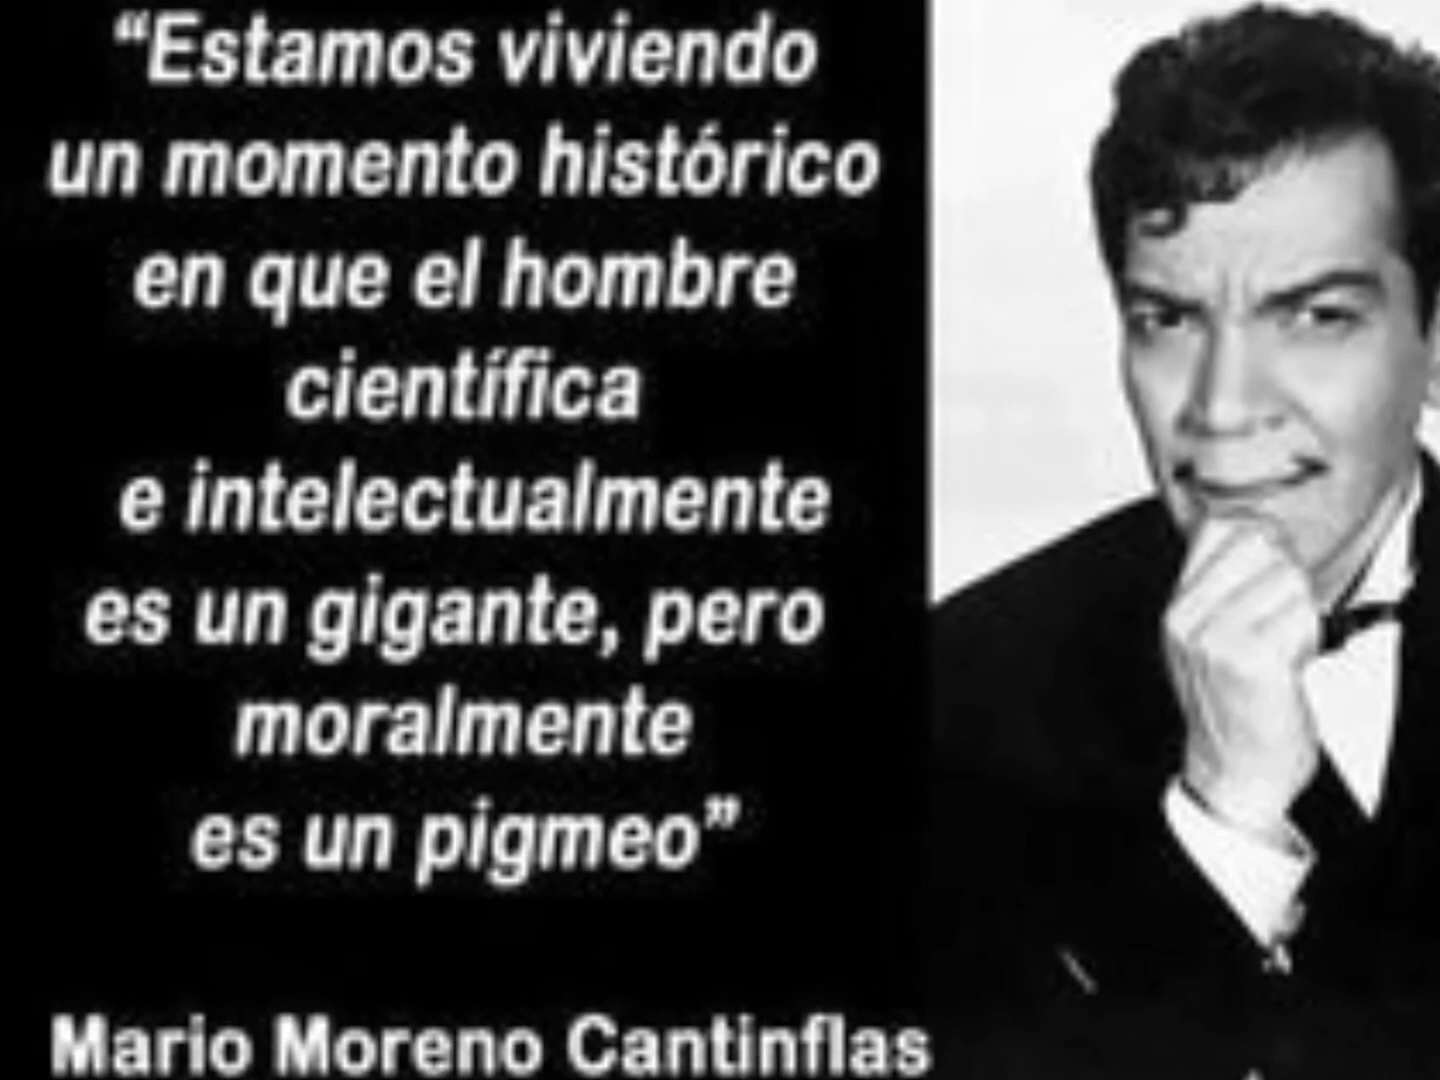 “Estamos viviendo
un momento histórico
en que el hombre
científica
e intelectualmente
es un gigante, pero
moralmente
es un pigmeo”
Mario Moreno Cantinflas